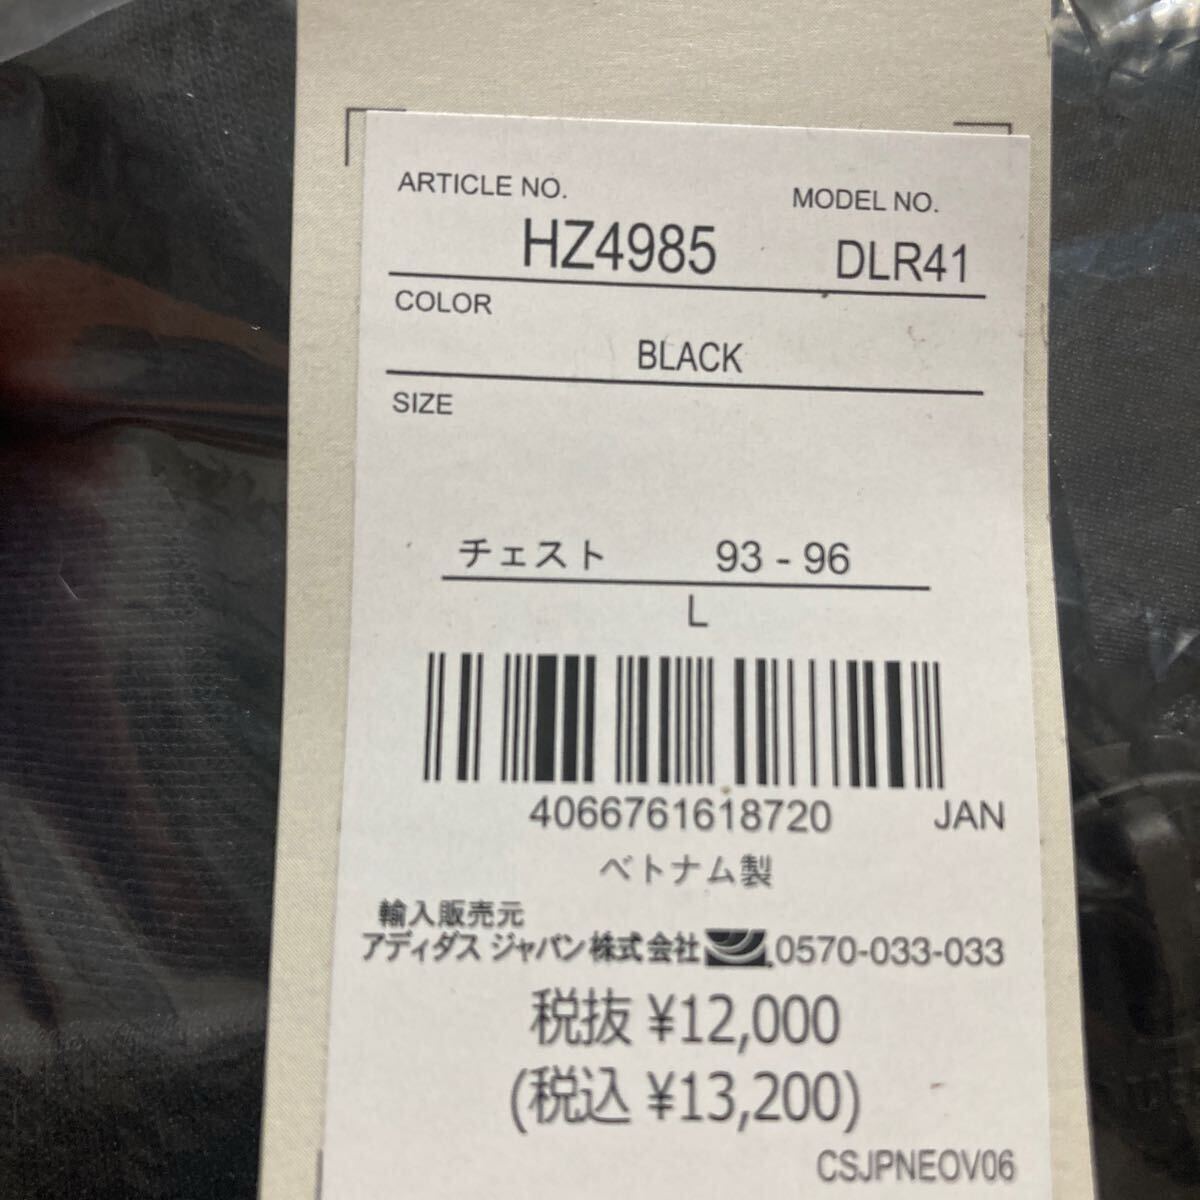 ARTICLE NO. MODEL NO.
HZ4985 DLR41
COLOR
BLACK
SIZE
チェスト 93 - 96
L
4066761618720 JAN
ベトナム製
輸入販売元
アディダス ジャパン株式会社 0570-033-033
税抜 ¥12,000
(税込 ¥13,200)
CSJPNEOV06